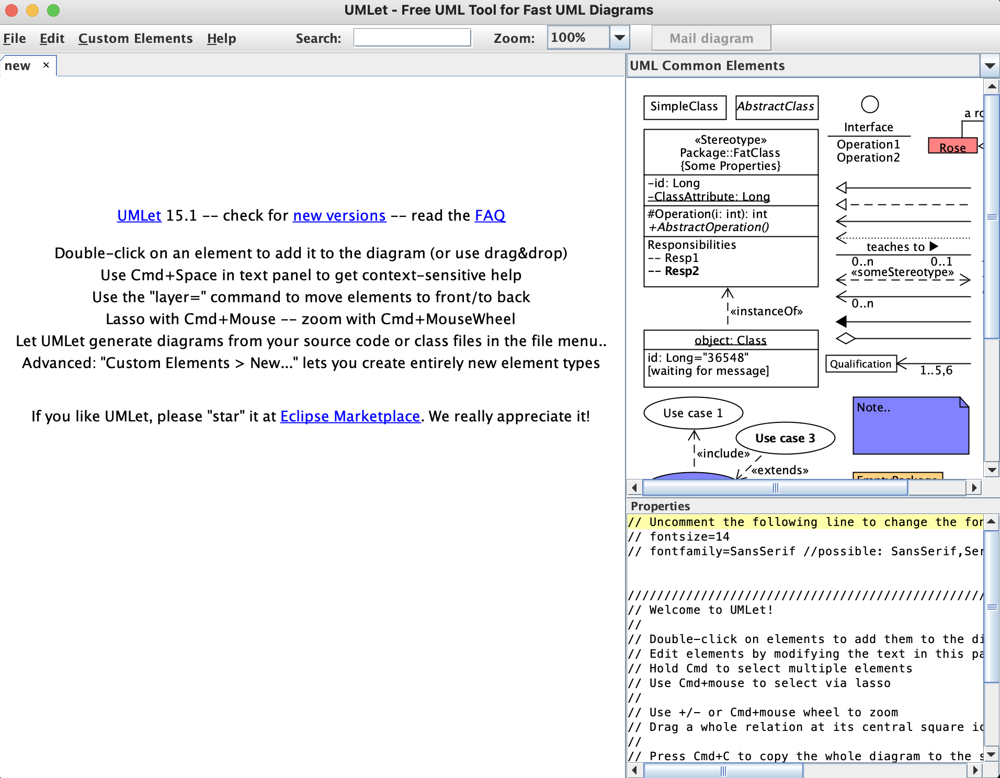 UMLet - Free UML Tool for Fast UML Diagrams
File Edit Custom Elements Help Search: Zoom: 100% Mail diagram
new ×
UMLet 15.1 -- check for new versions -- read the FAQ
Double-click on an element to add it to the diagram (or use drag&drop)
Use Cmd+Space in text panel to get context-sensitive help
Use the "layer=" command to move elements to front/to back
Lasso with Cmd+Mouse -- zoom with Cmd+MouseWheel
Let UMLet generate diagrams from your source code or class files in the file menu..
Advanced: "Custom Elements > New..." lets you create entirely new element types
If you like UMLet, please "star" it at Eclipse Marketplace. We really appreciate it!
UML Common Elements
SimpleClass
AbstractClass
«Stereotype»
Package::FatClass
{Some Properties}
-id: Long
-ClassAttribute: Long
#Operation(i: int): int
+AbstractOperation()
Responsibilities
-- Resp1
-- Resp2
«instanceOf»
object: Class
id: Long="36548"
[waiting for message]
Use case 1
Use case 3
«include»
«extends»
Interface
Operation1
Operation2
a
Rose
teaches to ▶
0..n 0..1
«someStereotype»
0..n
Qualification
1..5,6
Note..
EmptyPackage
Properties
// Uncomment the following line to change the
// fontsize=14
// fontfamily=SansSerif //possible: SansSerif,
////////////////////////////////////////////////
// Welcome to UMLet!
//
// Double-click on elements to add them to the
// Edit elements by modifying the text in this
// Hold Cmd to select multiple elements
// Use Cmd+mouse to select via lasso
//
// Use +/- or Cmd+mouse wheel to zoom
// Drag a whole relation at its central square
//
// Press Cmd+C to copy the whole diagram to the